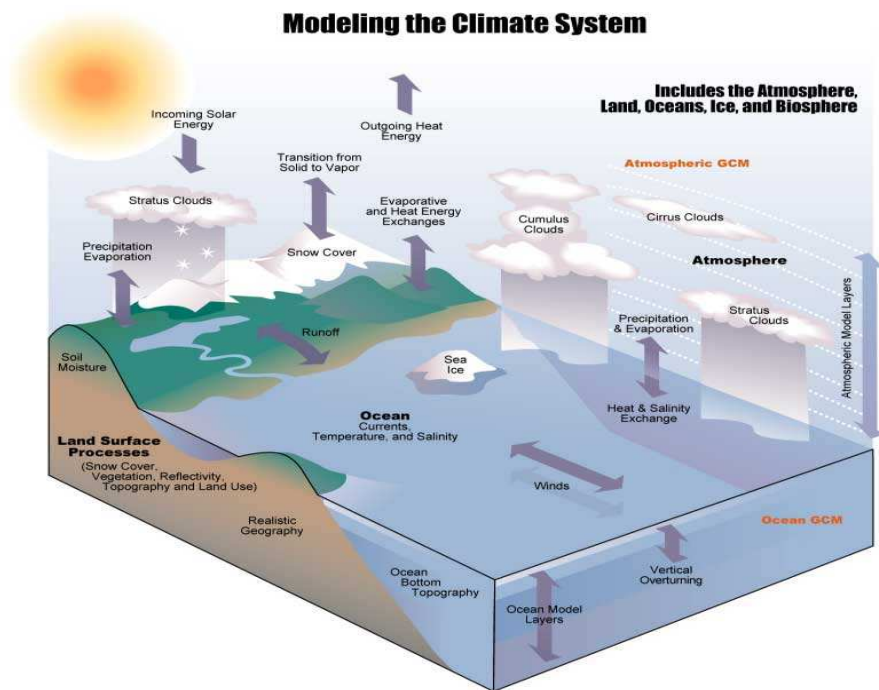 Modeling the Climate System
Includes the Atmosphere,
Land, Oceans, Ice, and Biosphere
Incoming Solar
Energy
Outgoing Heat
Energy
Transition from
Solid to Vapor
Atmospheric GCM
Stratus Clouds
Evaporative
and Heat Energy
Exchanges
Cumulus
Clouds
Cirrus Clouds
Precipitation
Evaporation
Snow Cover
Atmosphere
Atmospheric Model Layers
Stratus
Clouds
Precipitation
& Evaporation
Runoff
Soil
Moisture
Sea
Ice
Heat & Salinity
Exchange
Ocean
Currents,
Temperature, and Salinity
Land Surface
Processes
(Snow Cover,
Vegetation, Reflectivity,
Topography and Land Use)
Winds
Realistic
Geography
Ocean GCM
Ocean
Bottom
Topography
Vertical
Overturning
Ocean Model
Layers